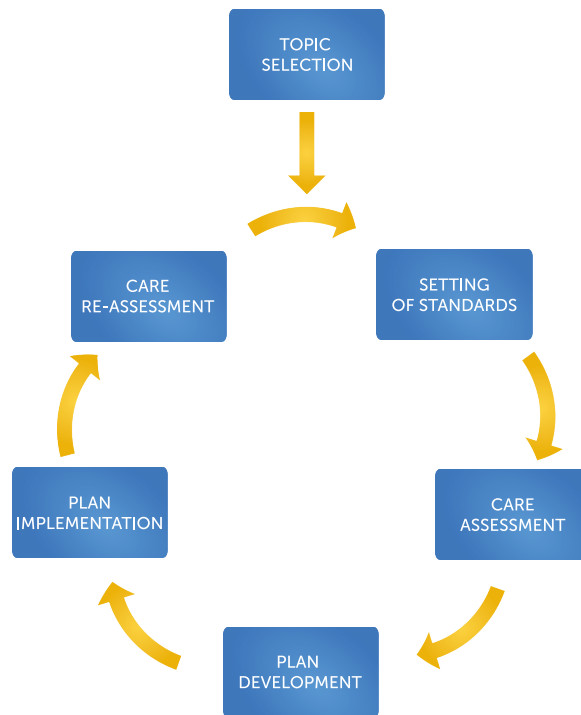 TOPIC
SELECTION
CARE
RE-ASSESSMENT
SETTING
OF STANDARDS
PLAN
IMPLEMENTATION
CARE
ASSESSMENT
PLAN
DEVELOPMENT